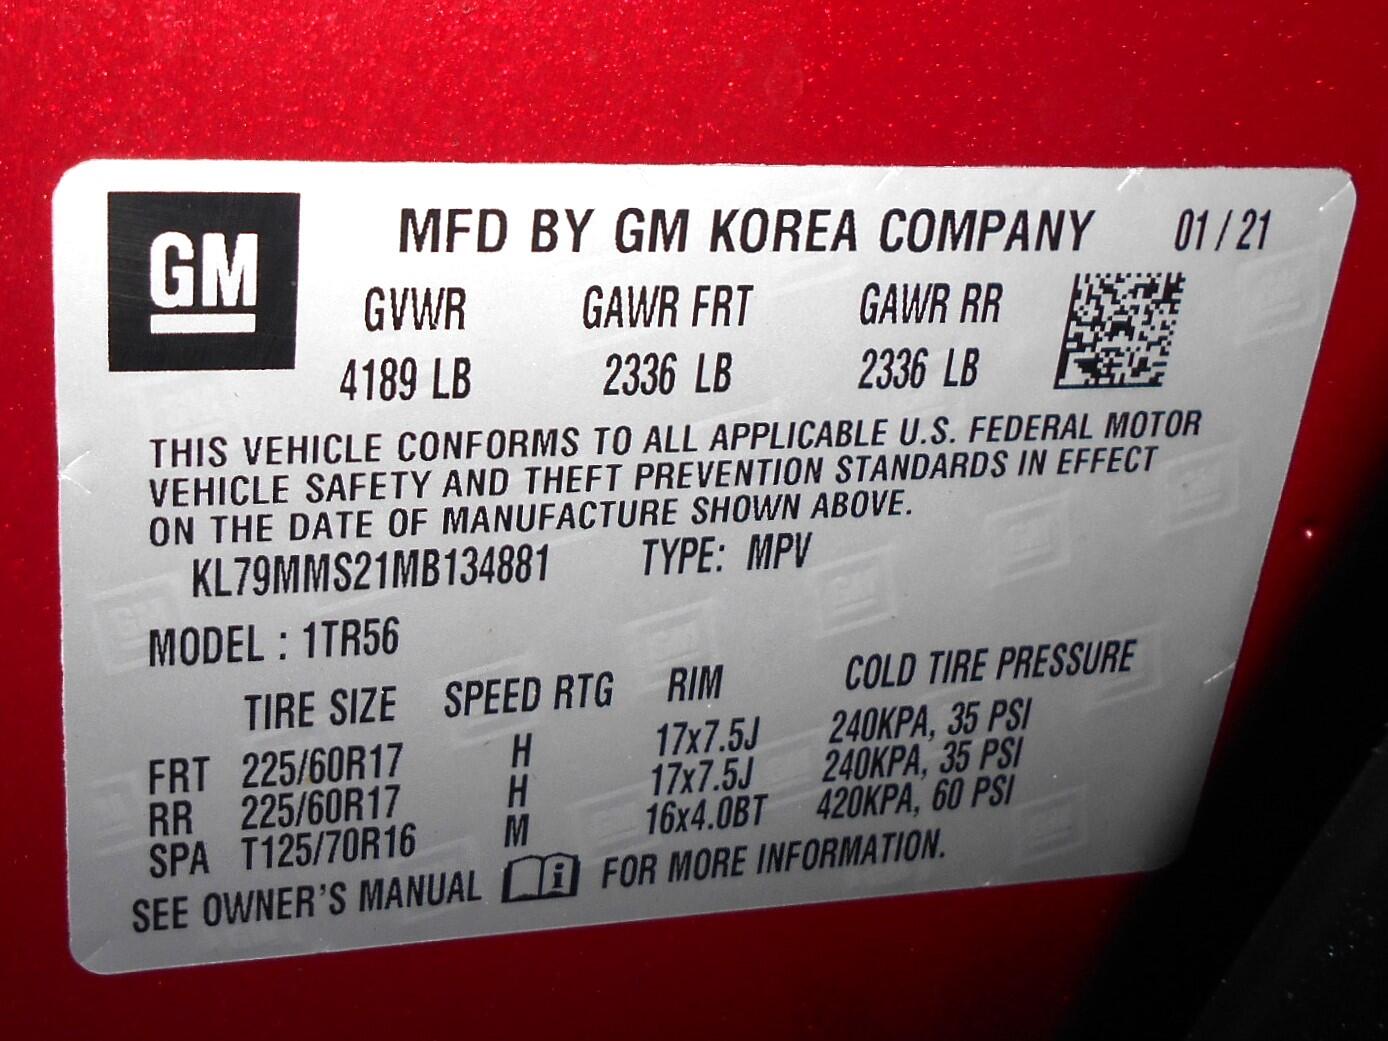 GM
MFD BY GM KOREA COMPANY 01/21
GVWR GAWR FRT GAWR RR
4189 LB 2336 LB 2336 LB
THIS VEHICLE CONFORMS TO ALL APPLICABLE U.S. FEDERAL MOTOR
VEHICLE SAFETY AND THEFT PREVENTION STANDARDS IN EFFECT
ON THE DATE OF MANUFACTURE SHOWN ABOVE.
KL79MMS21MB134881 TYPE: MPV
MODEL : 1TR56
TIRE SIZE SPEED RTG RIM COLD TIRE PRESSURE
FRT 225/60R17 H 17x7.5J 240KPA, 35 PSI
RR 225/60R17 H 17x7.5J 240KPA, 35 PSI
SPA T125/70R16 M 16x4.0BT 420KPA, 60 PSI
SEE OWNER'S MANUAL i FOR MORE INFORMATION.